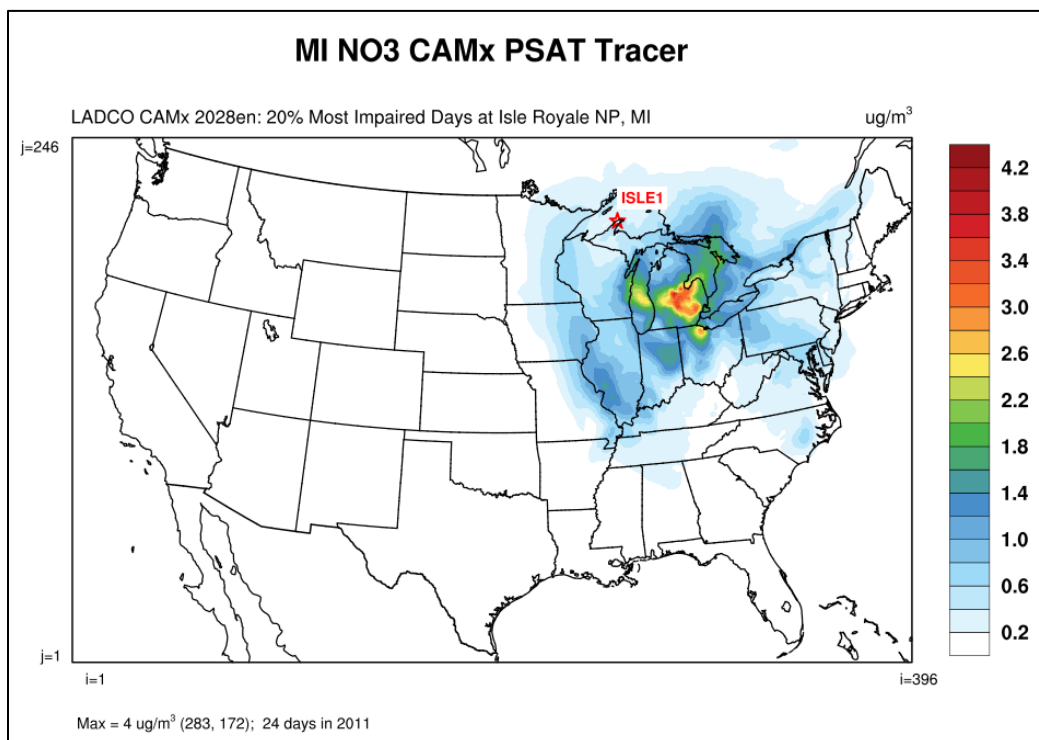 MI NO3 CAMx PSAT Tracer
LADCO CAMx 2028en: 20% Most Impaired Days at Isle Royale NP, MI
ug/m³
j=246
ISLE1
4.2
3.8
3.4
3.0
2.6
2.2
1.8
1.4
1.0
0.6
0.2
j=1
i=1
i=396
Max = 4 ug/m³ (283, 172); 24 days in 2011